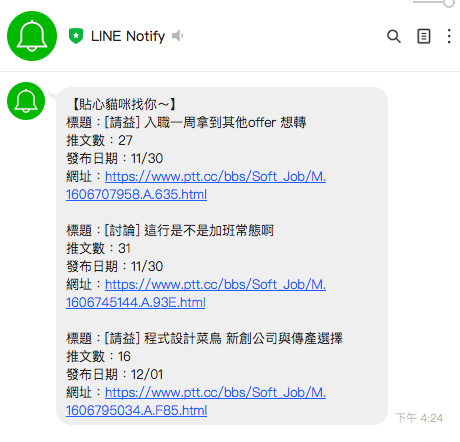 LINE Notify
【貼心貓咪找你～】
標題：[請益] 入職一周拿到其他offer 想轉
推文數：27
發布日期：11/30
網址：https://www.ptt.cc/bbs/Soft_Job/M.
1606707958.A.635.html
標題：[討論] 這行是不是加班常態啊
推文數：31
發布日期：11/30
網址：https://www.ptt.cc/bbs/Soft_Job/M.
1606745144.A.93E.html
標題：[請益] 程式設計菜鳥 新創公司與傳產選擇
推文數：16
發布日期：12/01
網址：https://www.ptt.cc/bbs/Soft_Job/M.
1606795034.A.F85.html
下午 4:24